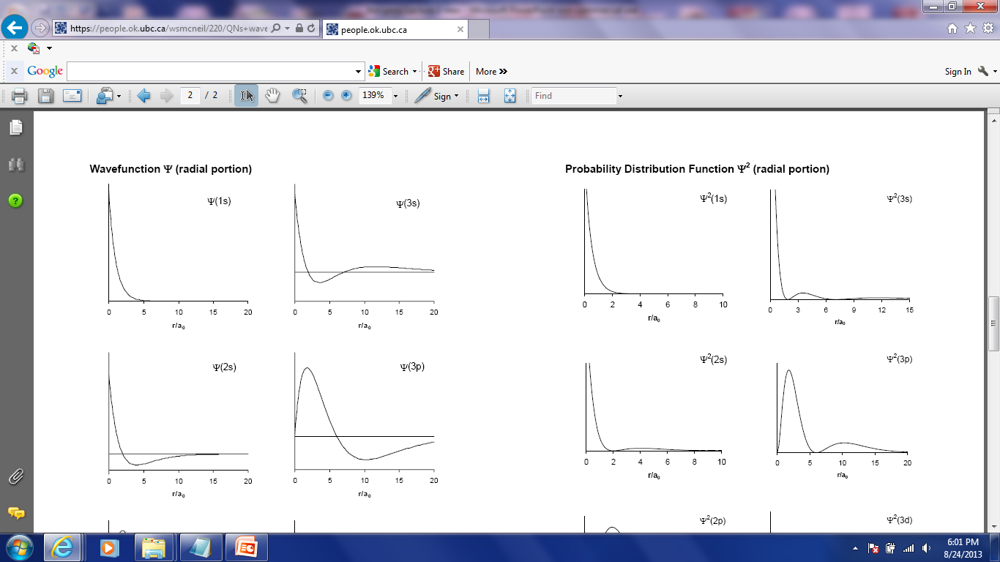 https://people.ok.ubc.ca/wsmcneil/220/QNs+wave
people.ok.ubc.ca
x
x Google Search Share More » Sign In
2 / 2 139% Sign Find
Wavefunction Ψ (radial portion)
Ψ(1s)
0 5 10 15 20
r/a₀
Ψ(3s)
0 5 10 15 20
r/a₀
Ψ(2s)
0 5 10 15 20
r/a₀
Ψ(3p)
0 5 10 15 20
r/a₀
Probability Distribution Function Ψ² (radial portion)
Ψ²(1s)
0 2 4 6 8 10
r/a₀
Ψ²(3s)
0 3 6 9 12 15
r/a₀
Ψ²(2s)
0 2 4 6 8 10
r/a₀
Ψ²(3p)
0 5 10 15 20
r/a₀
Ψ²(2p)
Ψ²(3d)
6:01 PM
8/24/2013